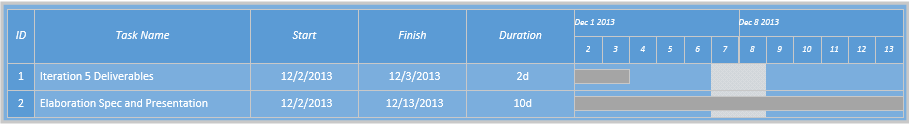 Dec 1 2013 Dec 8 2013
ID Task Name Start Finish Duration
2 3 4 5 6 7 8 9 10 11 12 13
1 Iteration 5 Deliverables 12/2/2013 12/3/2013 2d
2 Elaboration Spec and Presentation 12/2/2013 12/13/2013 10d